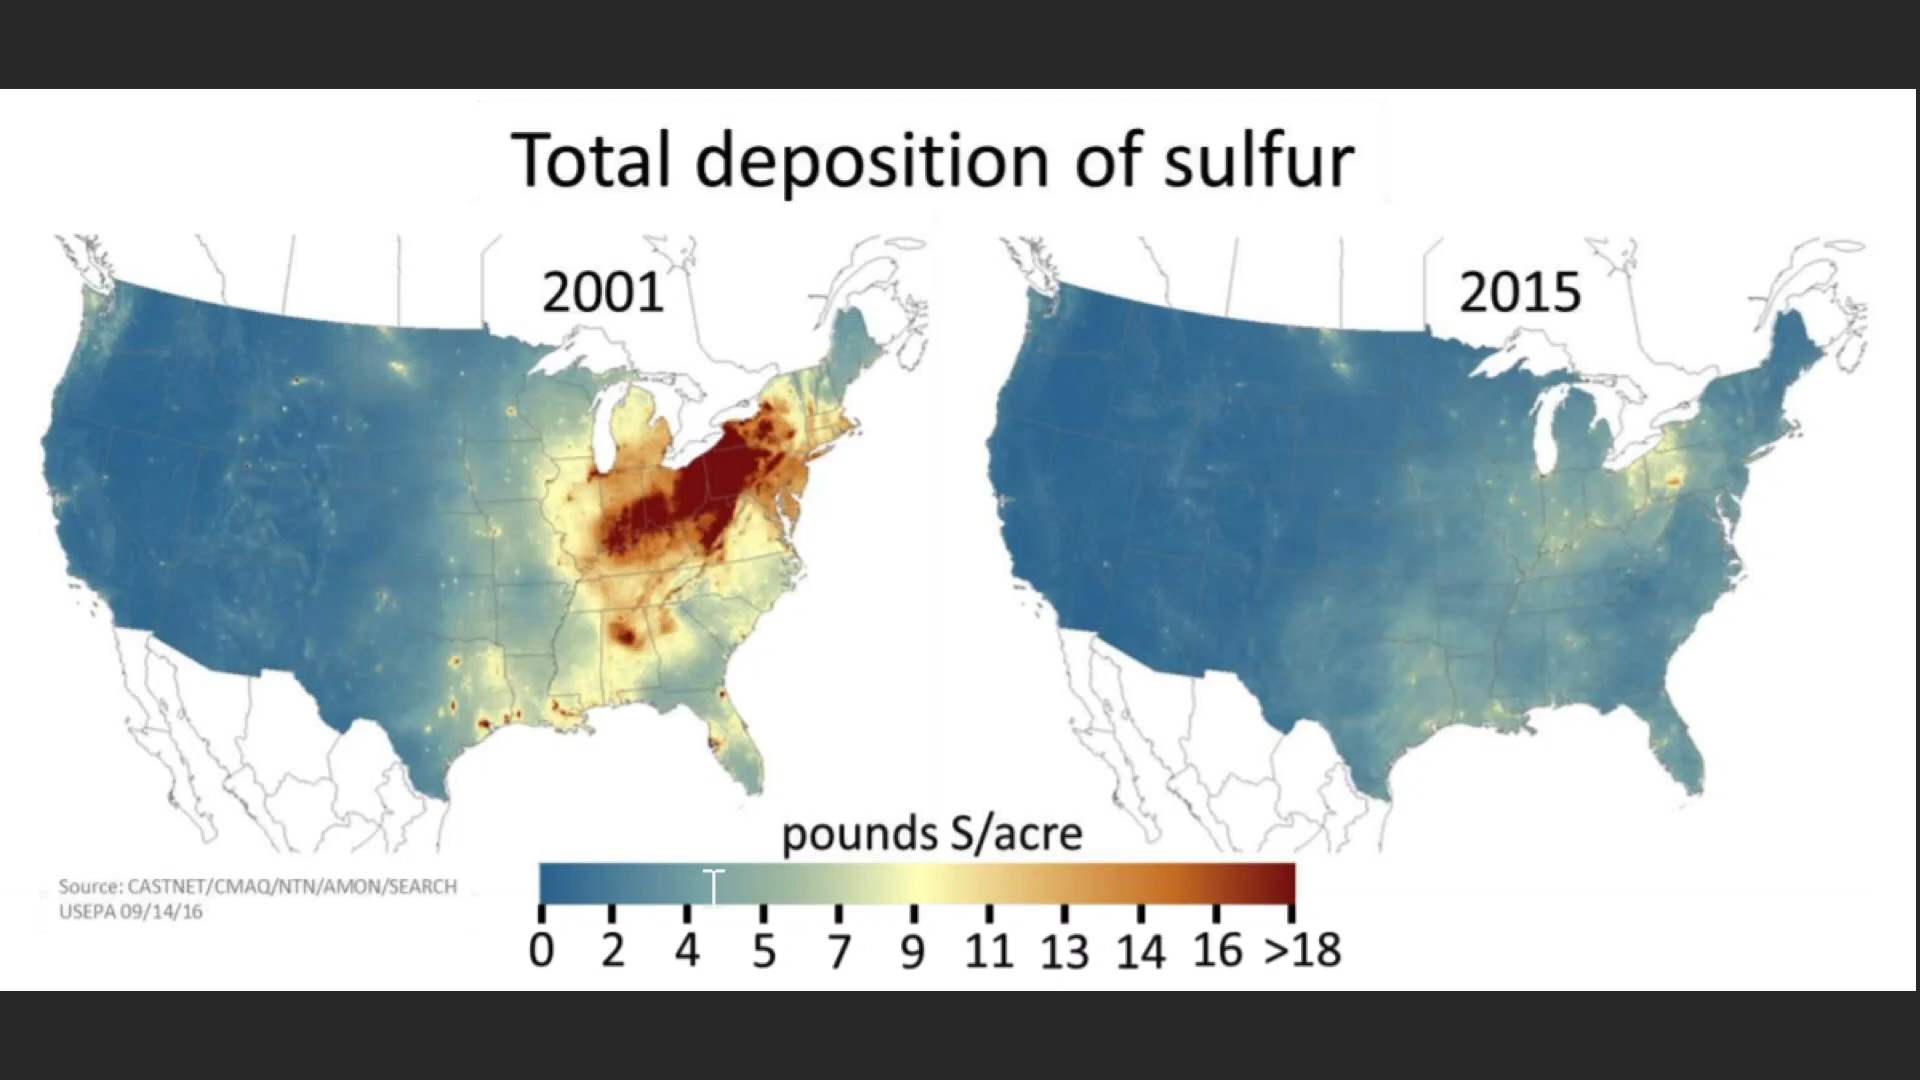 Total deposition of sulfur
2001
2015
pounds S/acre
0 2 4 5 7 9 11 13 14 16 >18
Source: CASTNET/CMAQ/NTN/AMON/SEARCH
USEPA 09/14/16